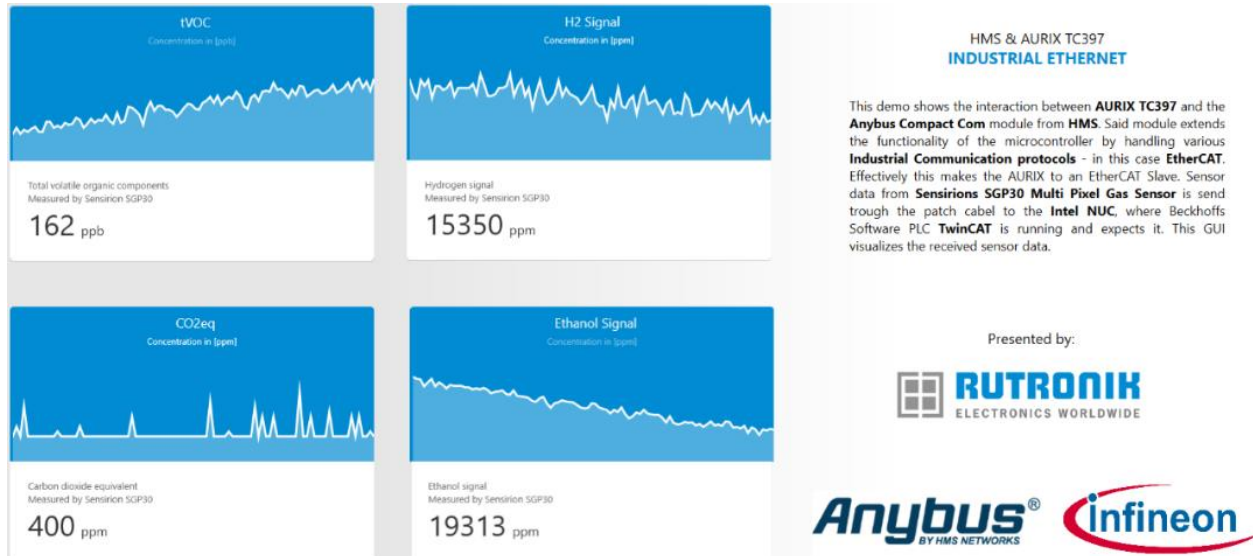 tVOC
Concentration in [ppb]
Total volatile organic components
Measured by Sensirion SGP30
162 ppb
H2 Signal
Concentration in [ppm]
Hydrogen signal
Measured by Sensirion SGP30
15350 ppm
CO2eq
Concentration in [ppm]
Carbon dioxide equivalent
Measured by Sensirion SGP30
400 ppm
Ethanol Signal
Concentration in [ppm]
Ethanol signal
Measured by Sensirion SGP30
19313 ppm
HMS & AURIX TC397
INDUSTRIAL ETHERNET
This demo shows the interaction between AURIX TC397 and the
Anybus Compact Com module from HMS. Said module extends
the functionality of the microcontroller by handling various
Industrial Communication protocols - in this case EtherCAT.
Effectively this makes the AURIX to an EtherCAT Slave. Sensor
data from Sensirions SGP30 Multi Pixel Gas Sensor is send
trough the patch cabel to the Intel NUC, where Beckhoffs
Software PLC TwinCAT is running and expects it. This GUI
visualizes the received sensor data.
Presented by:
RUTRONIK
ELECTRONICS WORLDWIDE
Anybus®
BY HMS NETWORKS
infineon